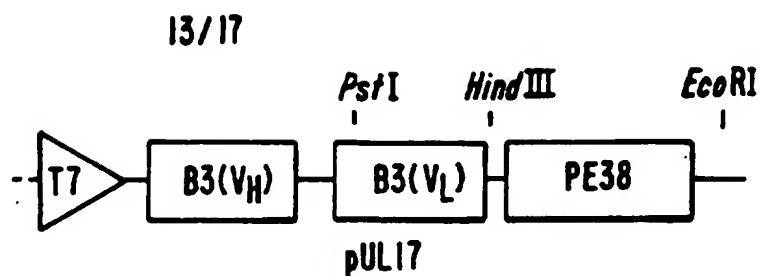 13/17
PstI HindIII EcoRI
T7 B3(VH) B3(VL) PE38
pUL17